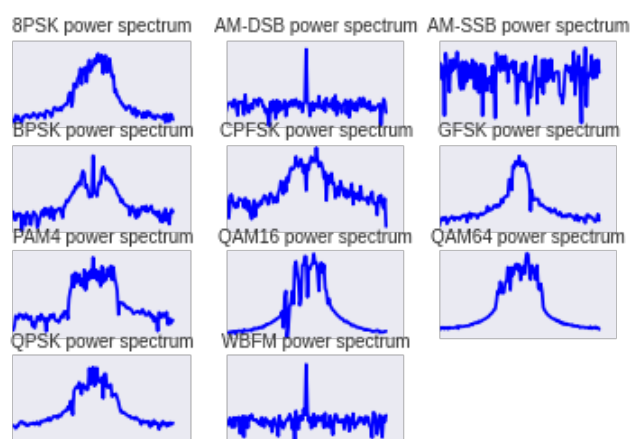 8PSK power spectrum
AM-DSB power spectrum
AM-SSB power spectrum
BPSK power spectrum
CPFSK power spectrum
GFSK power spectrum
PAM4 power spectrum
QAM16 power spectrum
QAM64 power spectrum
QPSK power spectrum
WBFM power spectrum